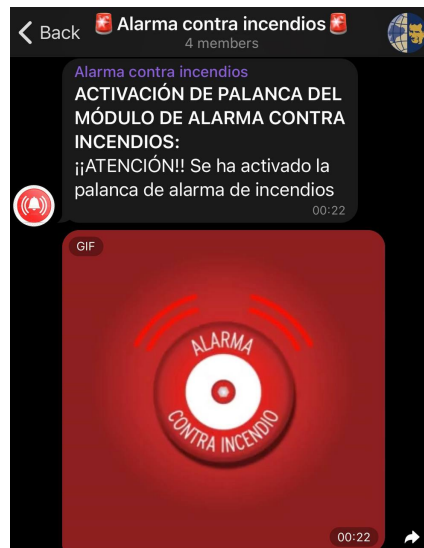 Back
🚨Alarma contra incendios🚨
4 members
Alarma contra incendios
ACTIVACIÓN DE PALANCA DEL
MÓDULO DE ALARMA CONTRA
INCENDIOS:
¡¡ATENCIÓN!! Se ha activado la
palanca de alarma de incendios
00:22
GIF
ALARMA
CONTRA INCENDIO
00:22